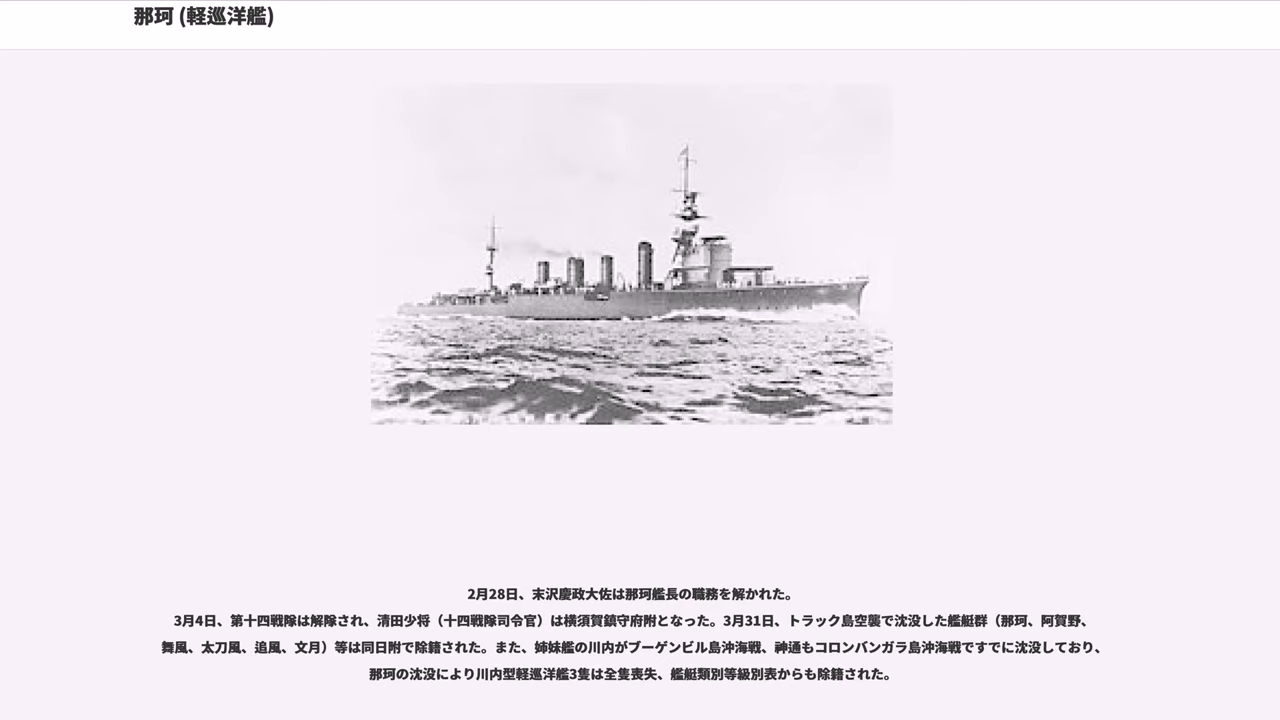 那珂 (軽巡洋艦)
2月28日、末沢慶政大佐は那珂艦長の職務を解かれた。
3月4日、第十四戦隊は解除され、清田少将（十四戦隊司令官）は横須賀鎮守府附となった。3月31日、トラック島空襲で沈没した艦艇群（那珂、阿賀野、
舞風、太刀風、追風、文月）等は同日附で除籍された。また、姉妹艦の川内がブーゲンビル島沖海戦、神通もコロンバンガラ島沖海戦ですでに沈没しており、
那珂の沈没により川内型軽巡洋艦3隻は全隻喪失、艦艇類別等級別表からも除籍された。